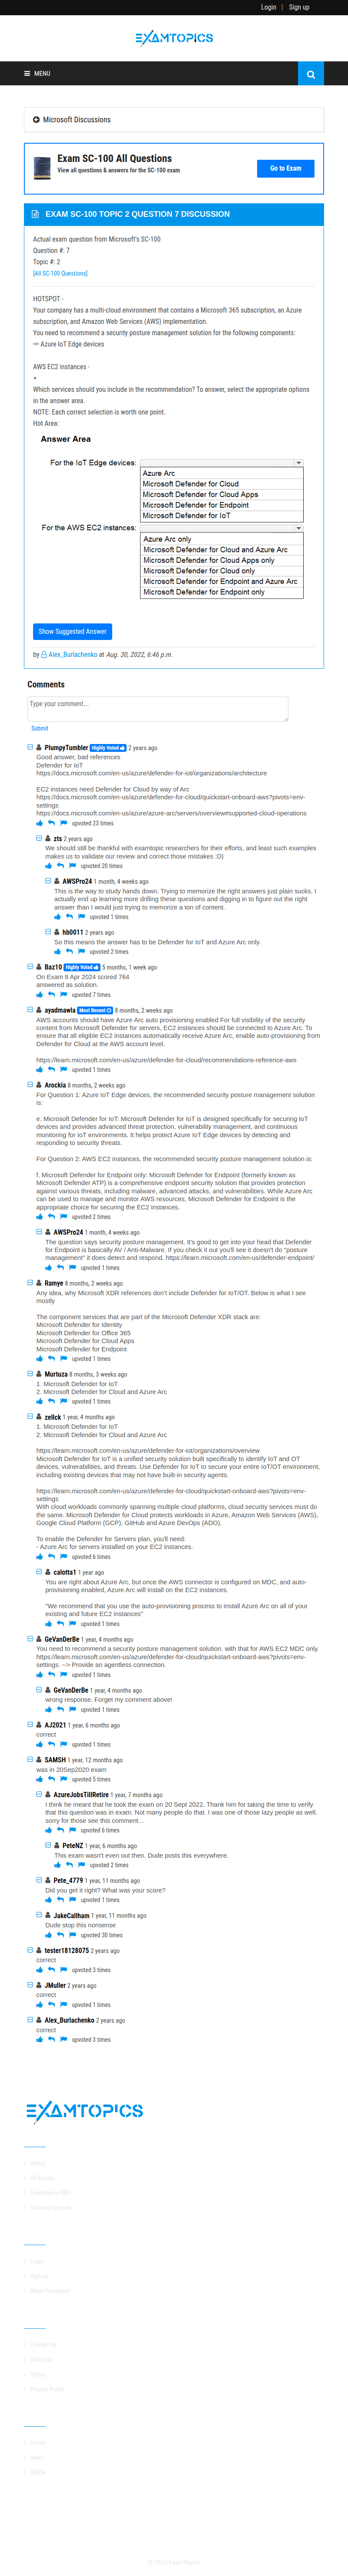 Login | Sign up
EXAMTOPICS
MENU
Microsoft Discussions
Exam SC-100 All Questions
View all questions & answers for the SC-100 exam
Go to Exam
EXAM SC-100 TOPIC 2 QUESTION 7 DISCUSSION
Actual exam question from Microsoft's SC-100
Question #: 7
Topic #: 2
[All SC-100 Questions]
HOTSPOT -
Your company has a multi-cloud environment that contains a Microsoft 365 subscription, an Azure
subscription, and Amazon Web Services (AWS) implementation.
You need to recommend a security posture management solution for the following components:
✑ Azure IoT Edge devices
AWS EC2 instances -
•
Which services should you include in the recommendation? To answer, select the appropriate options
in the answer area.
NOTE: Each correct selection is worth one point.
Hot Area:
Answer Area
For the IoT Edge devices:
Azure Arc
Microsoft Defender for Cloud
Microsoft Defender for Cloud Apps
Microsoft Defender for Endpoint
Microsoft Defender for IoT
For the AWS EC2 instances:
Azure Arc only
Microsoft Defender for Cloud and Azure Arc
Microsoft Defender for Cloud Apps only
Microsoft Defender for Cloud only
Microsoft Defender for Endpoint and Azure Arc
Microsoft Defender for Endpoint only
Show Suggested Answer
by Alex_Burlachenko at Aug. 30, 2022, 6:46 p.m.
Comments
Type your comment...
Submit
PlumpyTumbler Highly Voted 2 years ago
Good answer, bad references
Defender for IoT
https://docs.microsoft.com/en-us/azure/defender-for-iot/organizations/architecture
EC2 instances need Defender for Cloud by way of Arc
https://docs.microsoft.com/en-us/azure/defender-for-cloud/quickstart-onboard-aws?pivots=env-
settings
https://docs.microsoft.com/en-us/azure/azure-arc/servers/overview#supported-cloud-operations
upvoted 23 times
zts 2 years ago
We should still be thankful with examtopic researchers for their efforts, and least such examples
makes us to validate our review and correct those mistakes :D)
upvoted 20 times
AWSPro24 1 month, 4 weeks ago
This is the way to study hands down. Trying to memorize the right answers just plain sucks. I
actually end up learning more drilling these questions and digging in to figure out the right
answer than I would just trying to memorize a ton of content.
upvoted 1 times
hb0011 2 years ago
So this means the answer has to be Defender for IoT and Azure Arc only.
upvoted 2 times
Baz10 Highly Voted 5 months, 1 week ago
On Exam 8 Apr 2024 scored 764
answered as solution.
upvoted 7 times
ayadmawla Most Recent 8 months, 2 weeks ago
AWS accounts should have Azure Arc auto provisioning enabled For full visibility of the security
content from Microsoft Defender for servers, EC2 instances should be connected to Azure Arc. To
ensure that all eligible EC2 instances automatically receive Azure Arc, enable auto-provisioning from
Defender for Cloud at the AWS account level.
https://learn.microsoft.com/en-us/azure/defender-for-cloud/recommendations-reference-aws
upvoted 1 times
Arockia 8 months, 2 weeks ago
For Question 1: Azure IoT Edge devices, the recommended security posture management solution
is:
e. Microsoft Defender for IoT: Microsoft Defender for IoT is designed specifically for securing IoT
devices and provides advanced threat protection, vulnerability management, and continuous
monitoring for IoT environments. It helps protect Azure IoT Edge devices by detecting and
responding to security threats.
For Question 2: AWS EC2 instances, the recommended security posture management solution is:
f. Microsoft Defender for Endpoint only: Microsoft Defender for Endpoint (formerly known as
Microsoft Defender ATP) is a comprehensive endpoint security solution that provides protection
against various threats, including malware, advanced attacks, and vulnerabilities. While Azure Arc
can be used to manage and monitor AWS resources, Microsoft Defender for Endpoint is the
appropriate choice for securing the EC2 instances.
upvoted 2 times
AWSPro24 1 month, 4 weeks ago
The question says security posture management. It's good to get into your head that Defender
for Endpoint is basically AV / Anti-Malware. If you check it out you'll see it doesn't do "posture
management" it does detect and respond. https://learn.microsoft.com/en-us/defender-endpoint/
upvoted 1 times
Ramye 8 months, 2 weeks ago
Any idea, why Microsoft XDR references don't include Defender for IoT/OT. Below is what I see
mostly
The component services that are part of the Microsoft Defender XDR stack are:
Microsoft Defender for Identity
Microsoft Defender for Office 365
Microsoft Defender for Cloud Apps
Microsoft Defender for Endpoint
upvoted 1 times
Murtuza 8 months, 3 weeks ago
1. Microsoft Defender for IoT
2. Microsoft Defender for Cloud and Azure Arc
upvoted 1 times
zellck 1 year, 4 months ago
1. Microsoft Defender for IoT
2. Microsoft Defender for Cloud and Azure Arc
https://learn.microsoft.com/en-us/azure/defender-for-iot/organizations/overview
Microsoft Defender for IoT is a unified security solution built specifically to identify IoT and OT
devices, vulnerabilities, and threats. Use Defender for IoT to secure your entire IoT/OT environment,
including existing devices that may not have built-in security agents.
https://learn.microsoft.com/en-us/azure/defender-for-cloud/quickstart-onboard-aws?pivots=env-
settings
With cloud workloads commonly spanning multiple cloud platforms, cloud security services must do
the same. Microsoft Defender for Cloud protects workloads in Azure, Amazon Web Services (AWS),
Google Cloud Platform (GCP), GitHub and Azure DevOps (ADO).
To enable the Defender for Servers plan, you'll need:
- Azure Arc for servers installed on your EC2 instances.
upvoted 6 times
calotta1 1 year ago
You are right about Azure Arc, but once the AWS connector is configured on MDC, and auto-
provisioning enabled, Azure Arc will install on the EC2 instances.
"We recommend that you use the auto-provisioning process to install Azure Arc on all of your
existing and future EC2 instances"
upvoted 1 times
GeVanDerBe 1 year, 4 months ago
You need to recommend a security posture management solution. with that for AWS EC2 MDC only.
https://learn.microsoft.com/en-us/azure/defender-for-cloud/quickstart-onboard-aws?pivots=env-
settings. --> Provide an agentless connection.
upvoted 1 times
GeVanDerBe 1 year, 4 months ago
wrong response. Forget my comment above!
upvoted 1 times
AJ2021 1 year, 6 months ago
correct
upvoted 1 times
SAMSH 1 year, 12 months ago
was in 20Sep2020 exam
upvoted 5 times
AzureJobsTillRetire 1 year, 7 months ago
I think he meant that he took the exam on 20 Sept 2022. Thank him for taking the time to verify
that this question was in exam. Not many people do that. I was one of those lazy people as well.
sorry for those see this comment...
upvoted 6 times
PeteNZ 1 year, 6 months ago
This exam wasn't even out then. Dude posts this everywhere.
upvoted 2 times
Pete_4779 1 year, 11 months ago
Did you get it right? What was your score?
upvoted 1 times
JakeCallham 1 year, 11 months ago
Dude stop this nonsense
upvoted 30 times
tester18128075 2 years ago
correct
upvoted 3 times
JMuller 2 years ago
correct
upvoted 1 times
Alex_Burlachenko 2 years ago
correct
upvoted 3 times
EXAMTOPICS
Home
All Exams
Examtopics PRO
Training Courses
Login
Sign up
Reset Password
Contact Us
About Us
Terms
Privacy Policy
Forum
News
DMCA
© 2024 ExamTopics